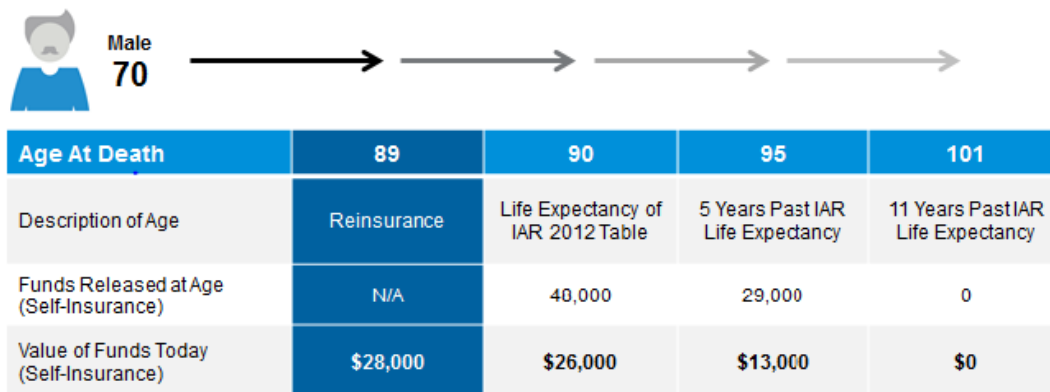 Male
70
Age At Death 89 90 95 101
Description of Age Reinsurance Life Expectancy of IAR 2012 Table 5 Years Past IAR Life Expectancy 11 Years Past IAR Life Expectancy
Funds Released at Age (Self-Insurance) N/A 40,000 29,000 0
Value of Funds Today (Self-Insurance) $28,000 $26,000 $13,000 $0